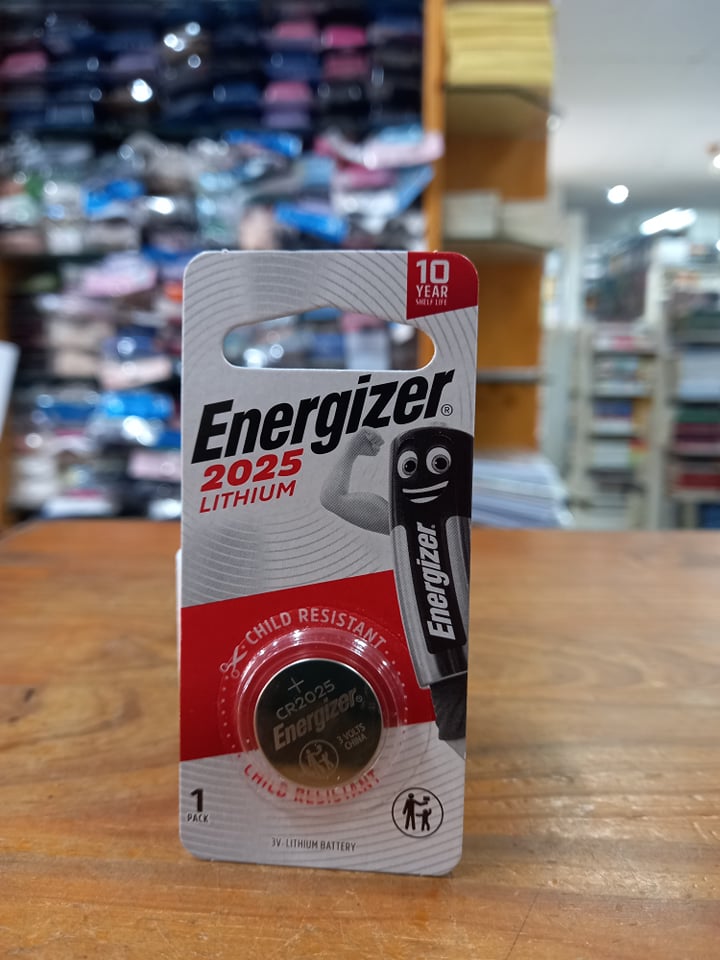 10
YEAR
SHELF LIFE
Energizer®
2025
LITHIUM
Energizer
CHILD RESISTANT
+
CR2025
Energizer®
3 VOLTS
CHINA
CHILD RESISTANT
1
PACK
3V- LITHIUM BATTERY